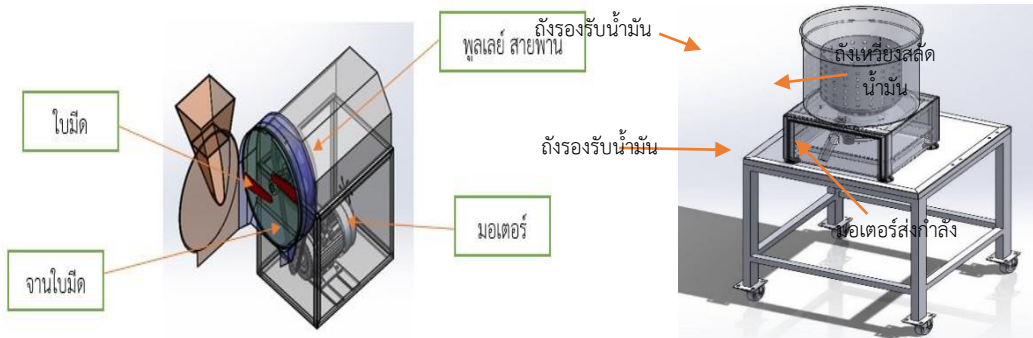 พูลเลย์ สายพาน
ใบมีด
มอเตอร์
จานใบมีด
ถังรองรับน้ำมัน
ถังเหวี่ยงสลัด
น้ำมัน
ถังรองรับน้ำมัน
มอเตอร์ส่งกำลัง